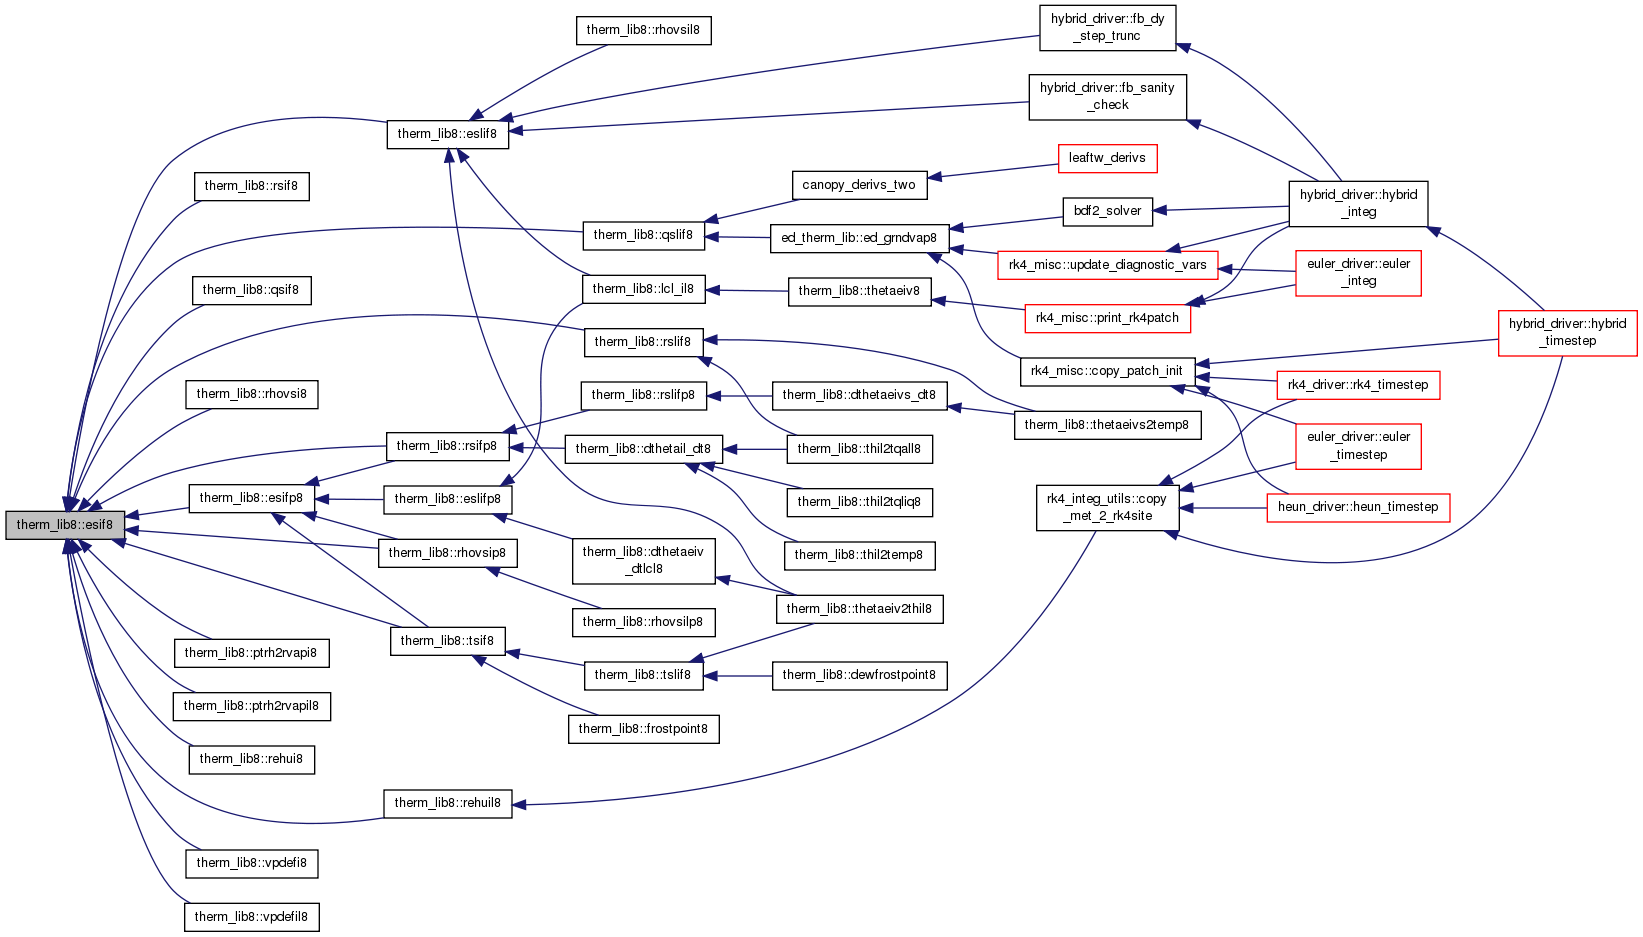 therm_lib8::esif8
therm_lib8::eslif8
therm_lib8::rsif8
therm_lib8::qsif8
therm_lib8::rhovsi8
therm_lib8::rsifp8
therm_lib8::esifp8
therm_lib8::eslifp8
therm_lib8::rhovsip8
therm_lib8::tsif8
therm_lib8::ptrh2rvapi8
therm_lib8::ptrh2rvapil8
therm_lib8::rehui8
therm_lib8::rehuil8
therm_lib8::vpdefi8
therm_lib8::vpdefil8
therm_lib8::rhovsil8
therm_lib8::qslif8
therm_lib8::lcl_il8
therm_lib8::rslif8
therm_lib8::rslifp8
therm_lib8::dthetail_dt8
therm_lib8::dthetaeiv
_dtlcl8
therm_lib8::rhovsilp8
therm_lib8::tslif8
therm_lib8::frostpoint8
canopy_derivs_two
ed_therm_lib::ed_grndvap8
therm_lib8::thetaeiv8
therm_lib8::dthetaeivs_dt8
therm_lib8::thil2tqall8
therm_lib8::thil2tqliq8
therm_lib8::thil2temp8
therm_lib8::thetaeiv2thil8
therm_lib8::dewfrostpoint8
hybrid_driver::fb_dy
_step_trunc
hybrid_driver::fb_sanity
_check
leaftw_derivs
bdf2_solver
rk4_misc::update_diagnostic_vars
rk4_misc::print_rk4patch
rk4_misc::copy_patch_init
therm_lib8::thetaeivs2temp8
rk4_integ_utils::copy
_met_2_rk4site
hybrid_driver::hybrid
_integ
euler_driver::euler
_integ
rk4_driver::rk4_timestep
euler_driver::euler
_timestep
heun_driver::heun_timestep
hybrid_driver::hybrid
_timestep